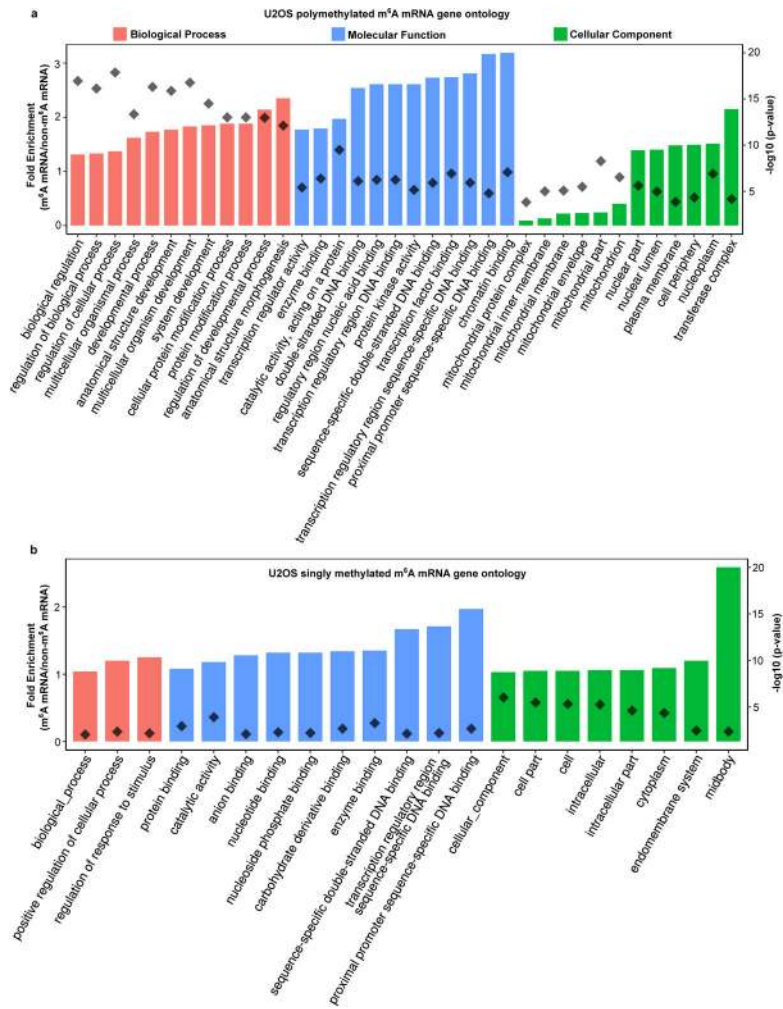 a
U2OS polymethylated m⁶A mRNA gene ontology
Biological Process
Molecular Function
Cellular Component
Fold Enrichment
(m⁶A mRNA/non-m⁶A mRNA)
3
2
1
0
20
15
10
5
-log10 (p-value)
biological regulation
regulation of biological process
regulation of cellular process
multicellular organismal process
developmental process
anatomical structure development
multicellular organism development
system development
cellular protein modification process
protein modification process
regulation of developmental process
anatomical structure morphogenesis
transcription regulator activity
enzyme binding
catalytic activity, acting on a protein
double-stranded DNA binding
regulatory region nucleic acid binding
transcription regulatory region DNA binding
protein kinase activity
sequence-specific double-stranded DNA binding
transcription factor binding
transcription regulatory region sequence-specific DNA binding
proximal promoter sequence-specific DNA binding
chromatin binding
mitochondrial protein complex
mitochondrial inner membrane
mitochondrial membrane
mitochondrial envelope
mitochondrial part
mitochondrion
nuclear part
nuclear lumen
plasma membrane
cell periphery
nucleoplasm
transferase complex
b
U2OS singly methylated m⁶A mRNA gene ontology
Fold Enrichment
(m⁶A mRNA/non-m⁶A mRNA)
2
1
0
20
15
10
5
-log10 (p-value)
biological_process
positive regulation of cellular process
regulation of response to stimulus
protein binding
catalytic activity
anion binding
nucleotide binding
nucleoside phosphate binding
carbohydrate derivative binding
enzyme binding
sequence-specific double-stranded DNA binding
transcription regulatory region
sequence-specific DNA binding
proximal promoter sequence-specific DNA binding
cellular_component
cell part
cell
intracellular
intracellular part
cytoplasm
endomembrane system
midbody